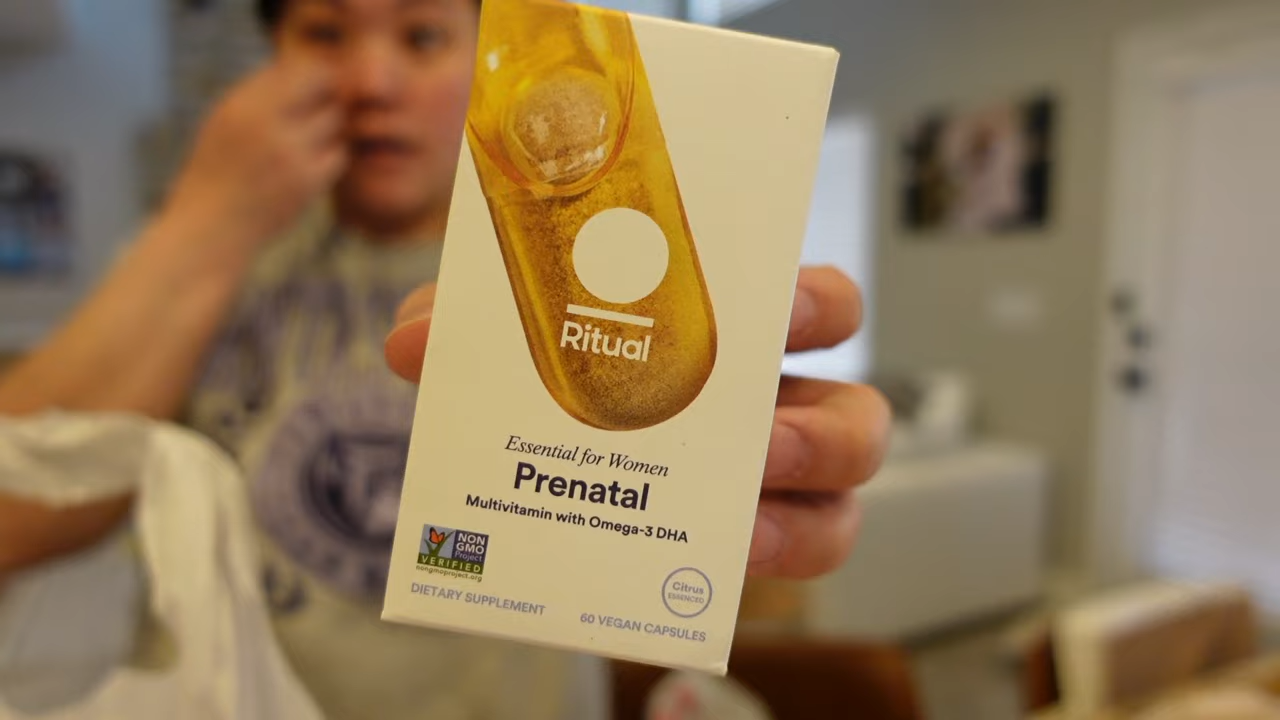 Ritual
Essential for Women
Prenatal
Multivitamin with Omega-3 DHA
NON
GMO
Project
VERIFIED
nongmoproject.org
Citrus
ESSENCED
DIETARY SUPPLEMENT
60 VEGAN CAPSULES